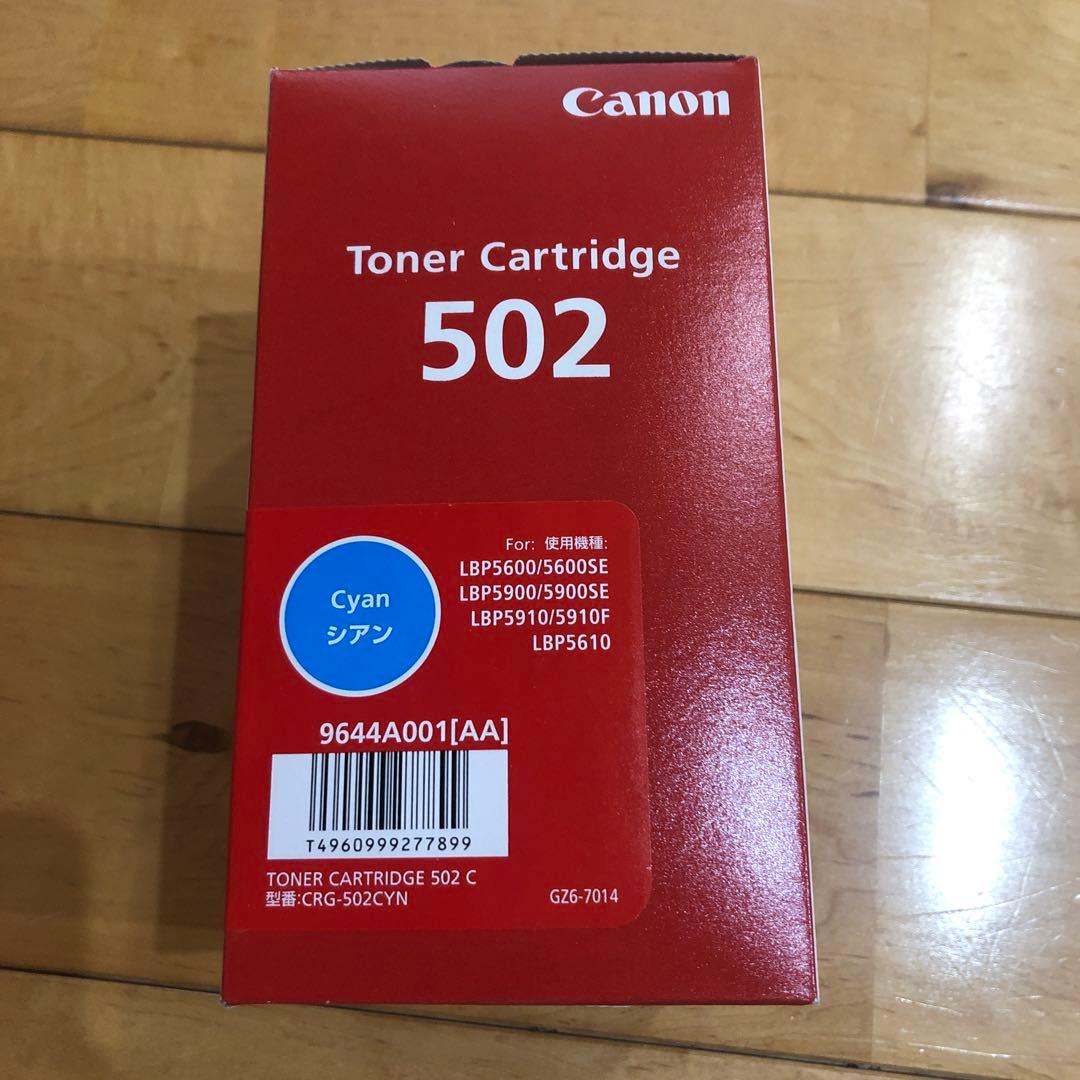 Canon
Toner Cartridge
502
Cyan
シアン
For: 使用機種:
LBP5600/5600SE
LBP5900/5900SE
LBP5910/5910F
LBP5610
9644A001[AA]
T4960999277899
TONER CARTRIDGE 502 C
型番:CRG-502CYN
GZ6-7014